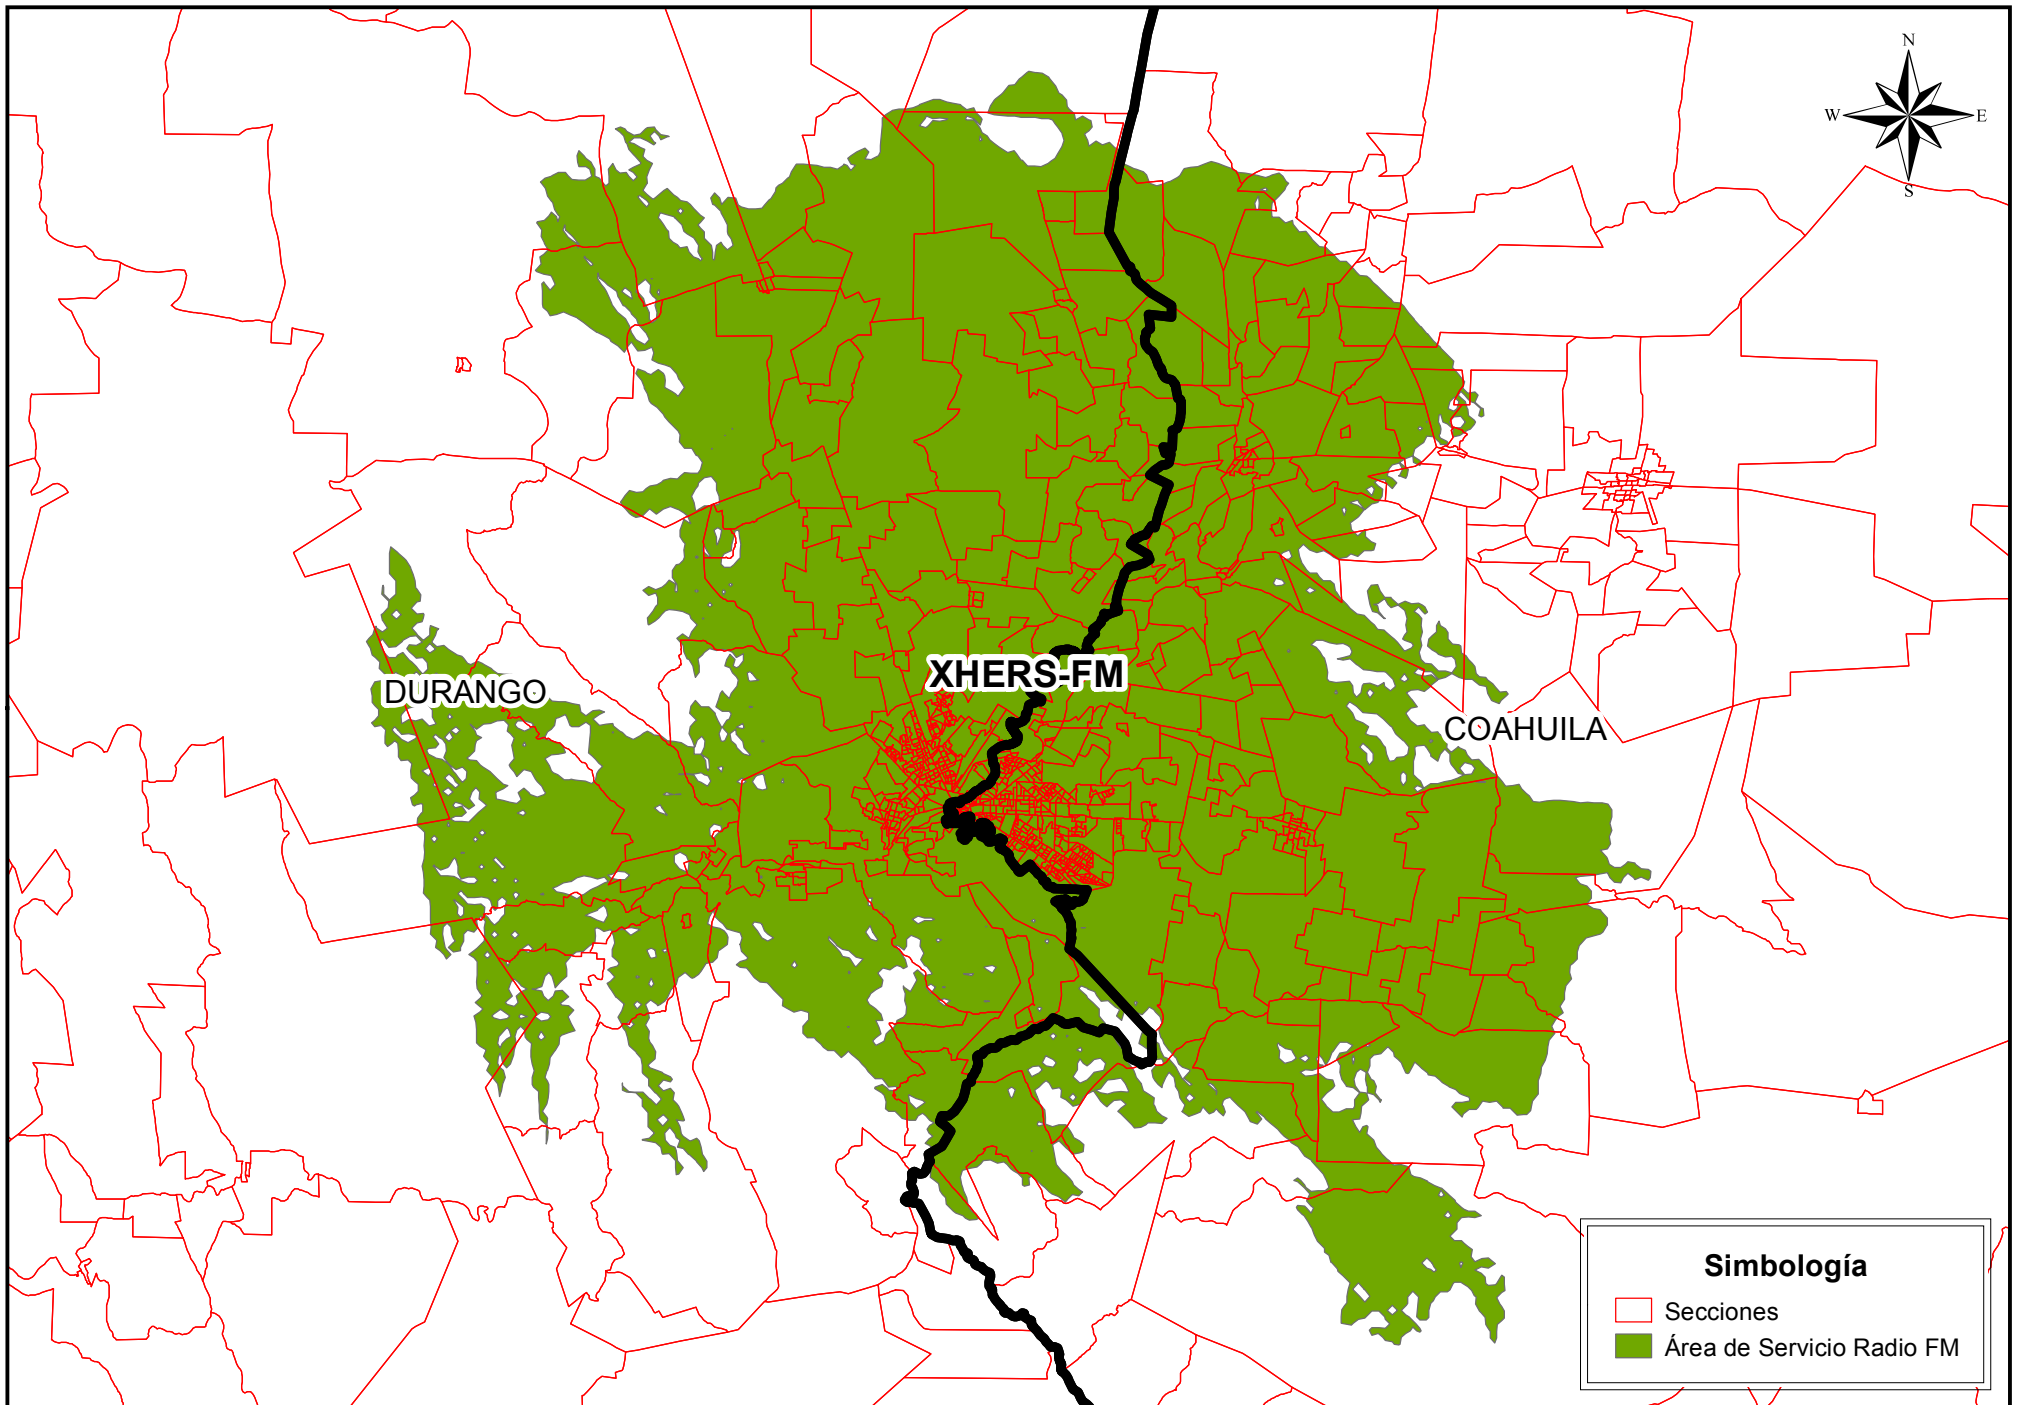 N
W E
S
XHERS-FM
DURANGO
COAHUILA
Simbología
Secciones
Área de Servicio Radio FM